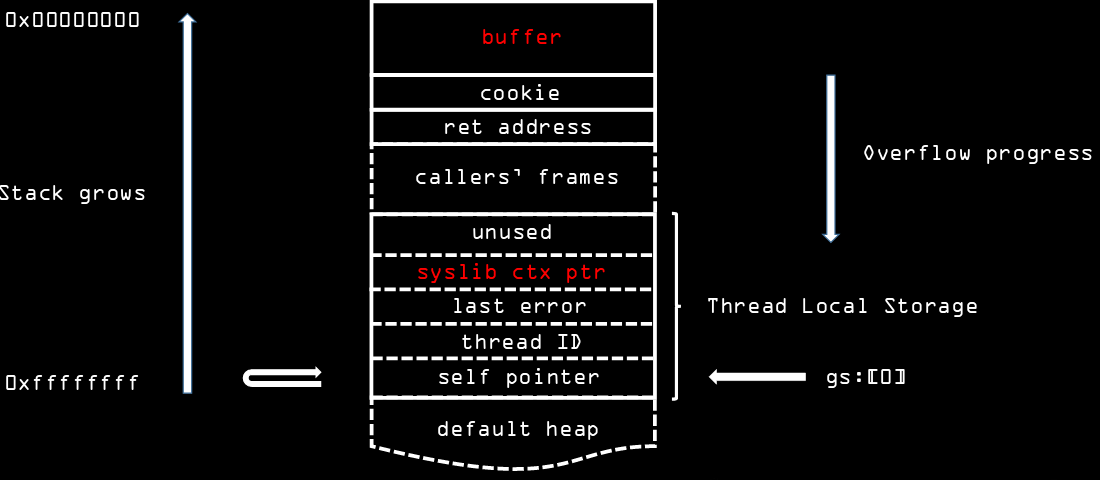 0x00000000
buffer
cookie
ret address
Overflow progress
callers' frames
Stack grows
unused
syslib ctx ptr
last error
Thread Local Storage
thread ID
0xffffffff
self pointer
gs:[0]
default heap